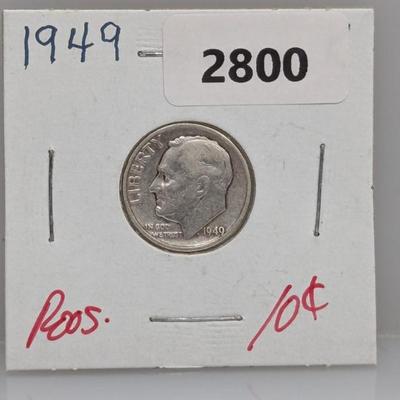 1949
2800
LIBERTY
IN GOD
WE TRUST
1949
Roos.
10¢